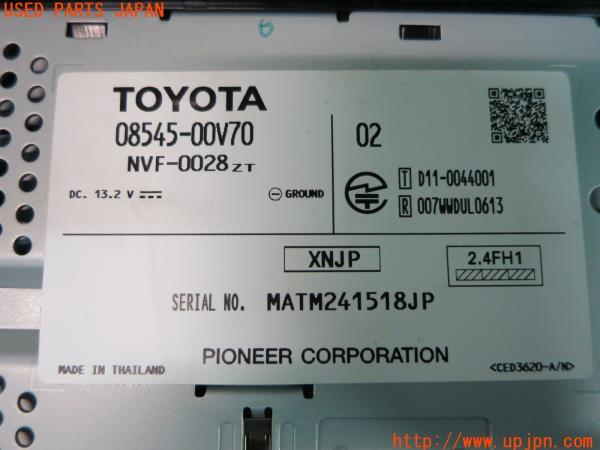 USED PARTS JAPAN
TOYOTA
08545-00V70
NVF-0028ZT
02
DC. 13.2 V
GROUND
T D11-0044001
R 007WWDUL0613
XNJP
2.4FH1
SERIAL NO. MATM241518JP
PIONEER CORPORATION
MADE IN THAILAND
<CED3620-A/N>
http://www.upjpn.com/